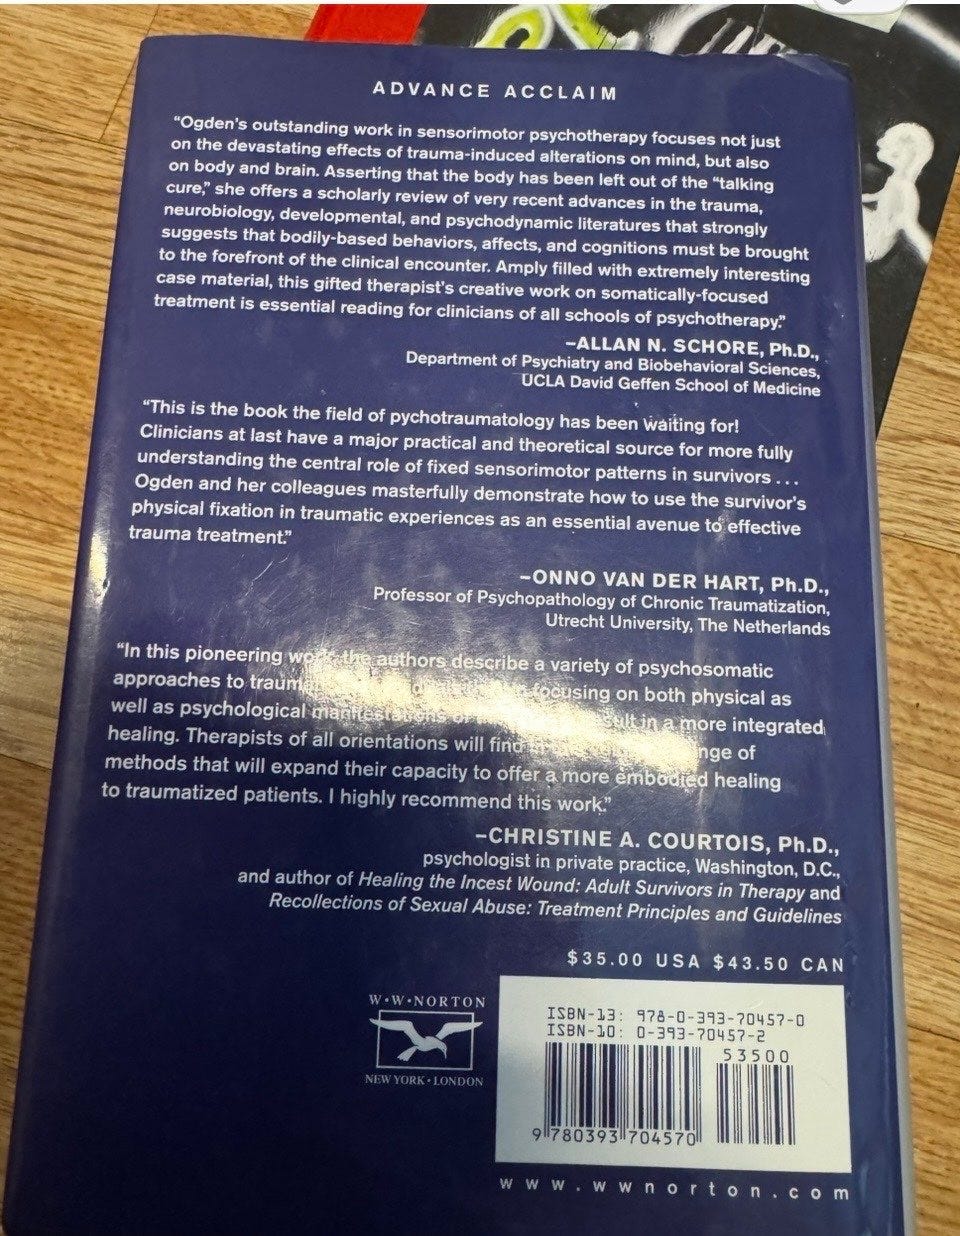 ADVANCE ACCLAIM
“Ogden’s outstanding work in sensorimotor psychotherapy focuses not just
on the devastating effects of trauma-induced alterations on mind, but also
on body and brain. Asserting that the body has been left out of the “talking
cure,” she offers a scholarly review of very recent advances in the trauma,
neurobiology, developmental, and psychodynamic literatures that strongly
suggests that bodily-based behaviors, affects, and cognitions must be brought
to the forefront of the clinical encounter. Amply filled with extremely interesting
case material, this gifted therapist’s creative work on somatically-focused
treatment is essential reading for clinicians of all schools of psychotherapy.”
–ALLAN N. SCHORE, Ph.D.,
Department of Psychiatry and Biobehavioral Sciences,
UCLA David Geffen School of Medicine
“This is the book the field of pychotraumatology has been waiting for!
Clinicians at last have a major practical and theoretical source for more fully
understanding the central role of fixed sensorimotor patterns in survivors . . .
Ogden and her colleagues masterfully demonstrate how to use the survivor’s
physical fixation in traumatic experiences as an essential avenue to effective
trauma treatment.”
–ONNO VAN DER HART, Ph.D.,
Professor of Psychopathology of Chronic Traumatization,
Utrecht University, The Netherlands
“In this pioneering work, the authors describe a variety of psychosomatic
approaches to focusing on both physical as
well as psychological manifestations of in a more integrated
healing. Therapists of all orientations will find of
methods that will expand their capacity to offer a more embodied healing
to traumatized patients. I highly recommend this work.”
–CHRISTINE A. COURTOIS, Ph.D.,
psychologist in private practice, Washington, D.C.,
and author of Healing the Incest Wound: Adult Survivors in Therapy and
Recollections of Sexual Abuse: Treatment Principles and Guidelines
$35.00 USA $43.50 CAN
W•W•NORTON
NEW YORK•LONDON
ISBN-13: 978-0-393-70457-0
ISBN-10: 0-393-70457-2
53500
9 780393 704570
www.wwnorton.com